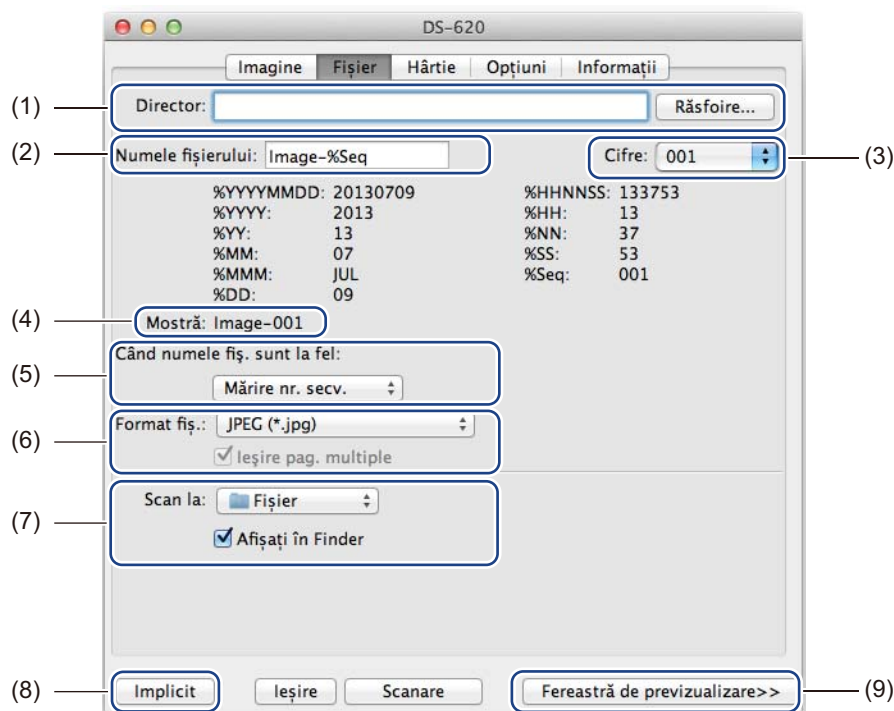 DS-620
Imagine Fișier Hârtie Opțiuni Informații
(1) Director: Răsfoire...
(2) Numele fișierului: Image-%Seq Cifre: 001 (3)
%YYYYMMDD: 20130709 %HHNNSS: 133753
%YYYY: 2013 %HH: 13
%YY: 13 %NN: 37
%MM: 07 %SS: 53
%MMM: JUL %Seq: 001
%DD: 09
(4) Mostră: Image-001
Când numele fiș. sunt la fel:
(5) Mărire nr. secv.
(6) Format fiș.: JPEG (*.jpg)
Ieșire pag. multiple
(7) Scan la: Fișier
Afișați în Finder
(8) Implicit Ieșire Scanare Fereastră de previzualizare>> (9)